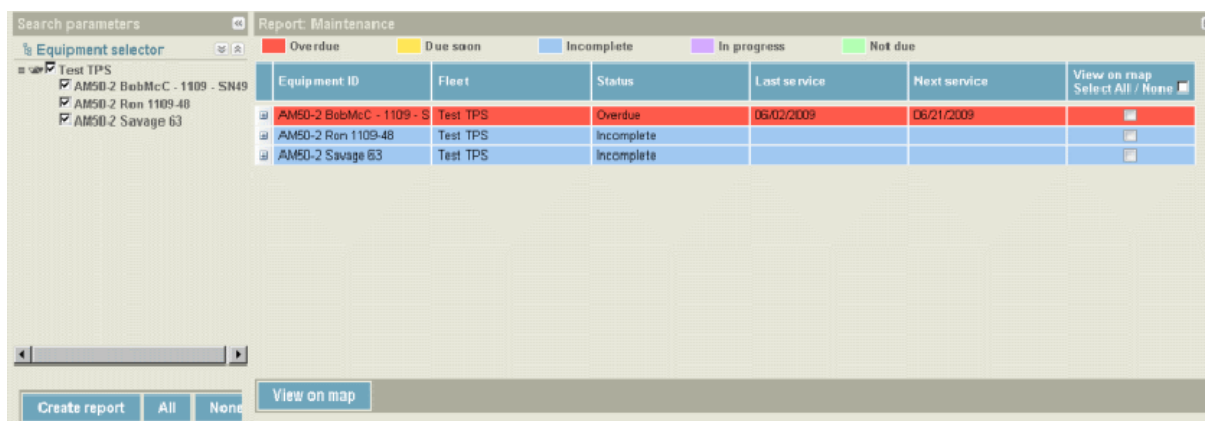 Search parameters
Equipment selector
Test TPS
AM50-2 BobMcC - 1109 - SN49
AM50-2 Ron 1109-48
AM50-2 Savage 63
Create report All None
Report: Maintenance
Overdue Due soon Incomplete In progress Not due
Equipment ID Fleet Status Last service Next service View on map
Select All / None
AM50-2 BobMcC - 1109 - S Test TPS Overdue 06/02/2009 06/21/2009
AM50-2 Ron 1109-48 Test TPS Incomplete
AM50-2 Savage 63 Test TPS Incomplete
View on map